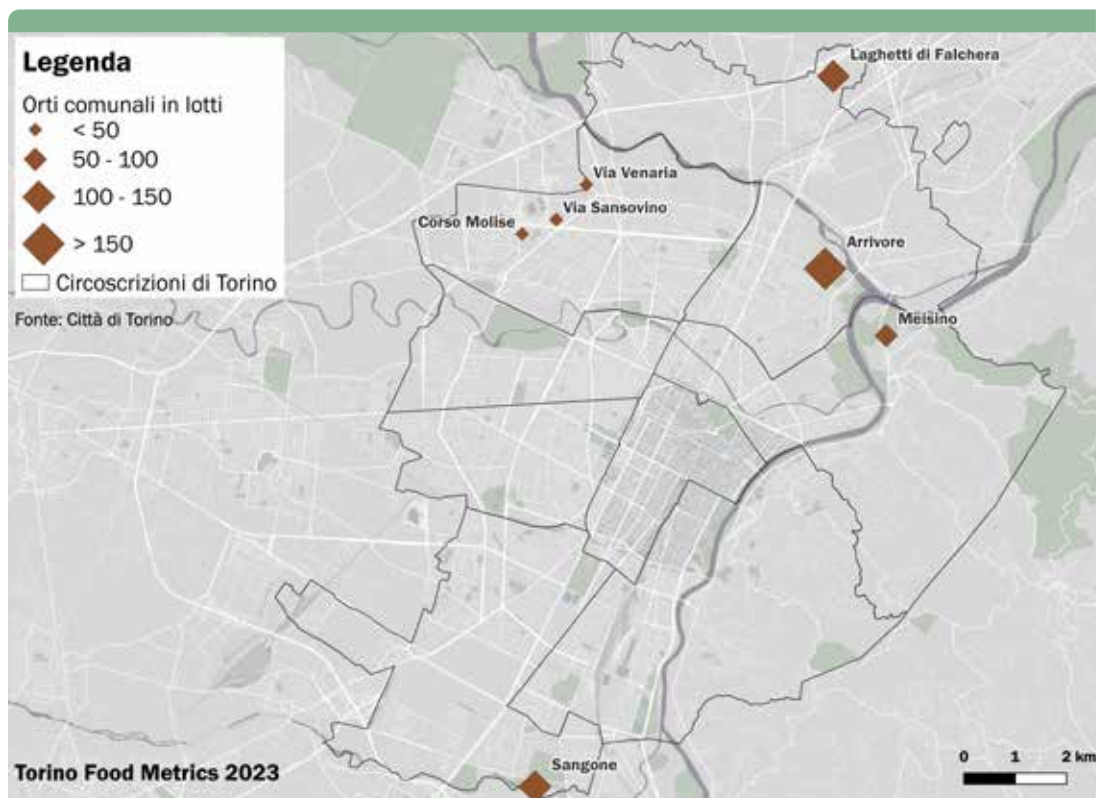 Legenda
Orti comunali in lotti
< 50
50 - 100
100 - 150
> 150
Circoscrizioni di Torino
Fonte: Città di Torino
Laghetti di Falchera
Via Venaria
Via Sansovino
Corso Molise
Arrivore
Meisino
Sangone
Torino Food Metrics 2023
0 1 2 km